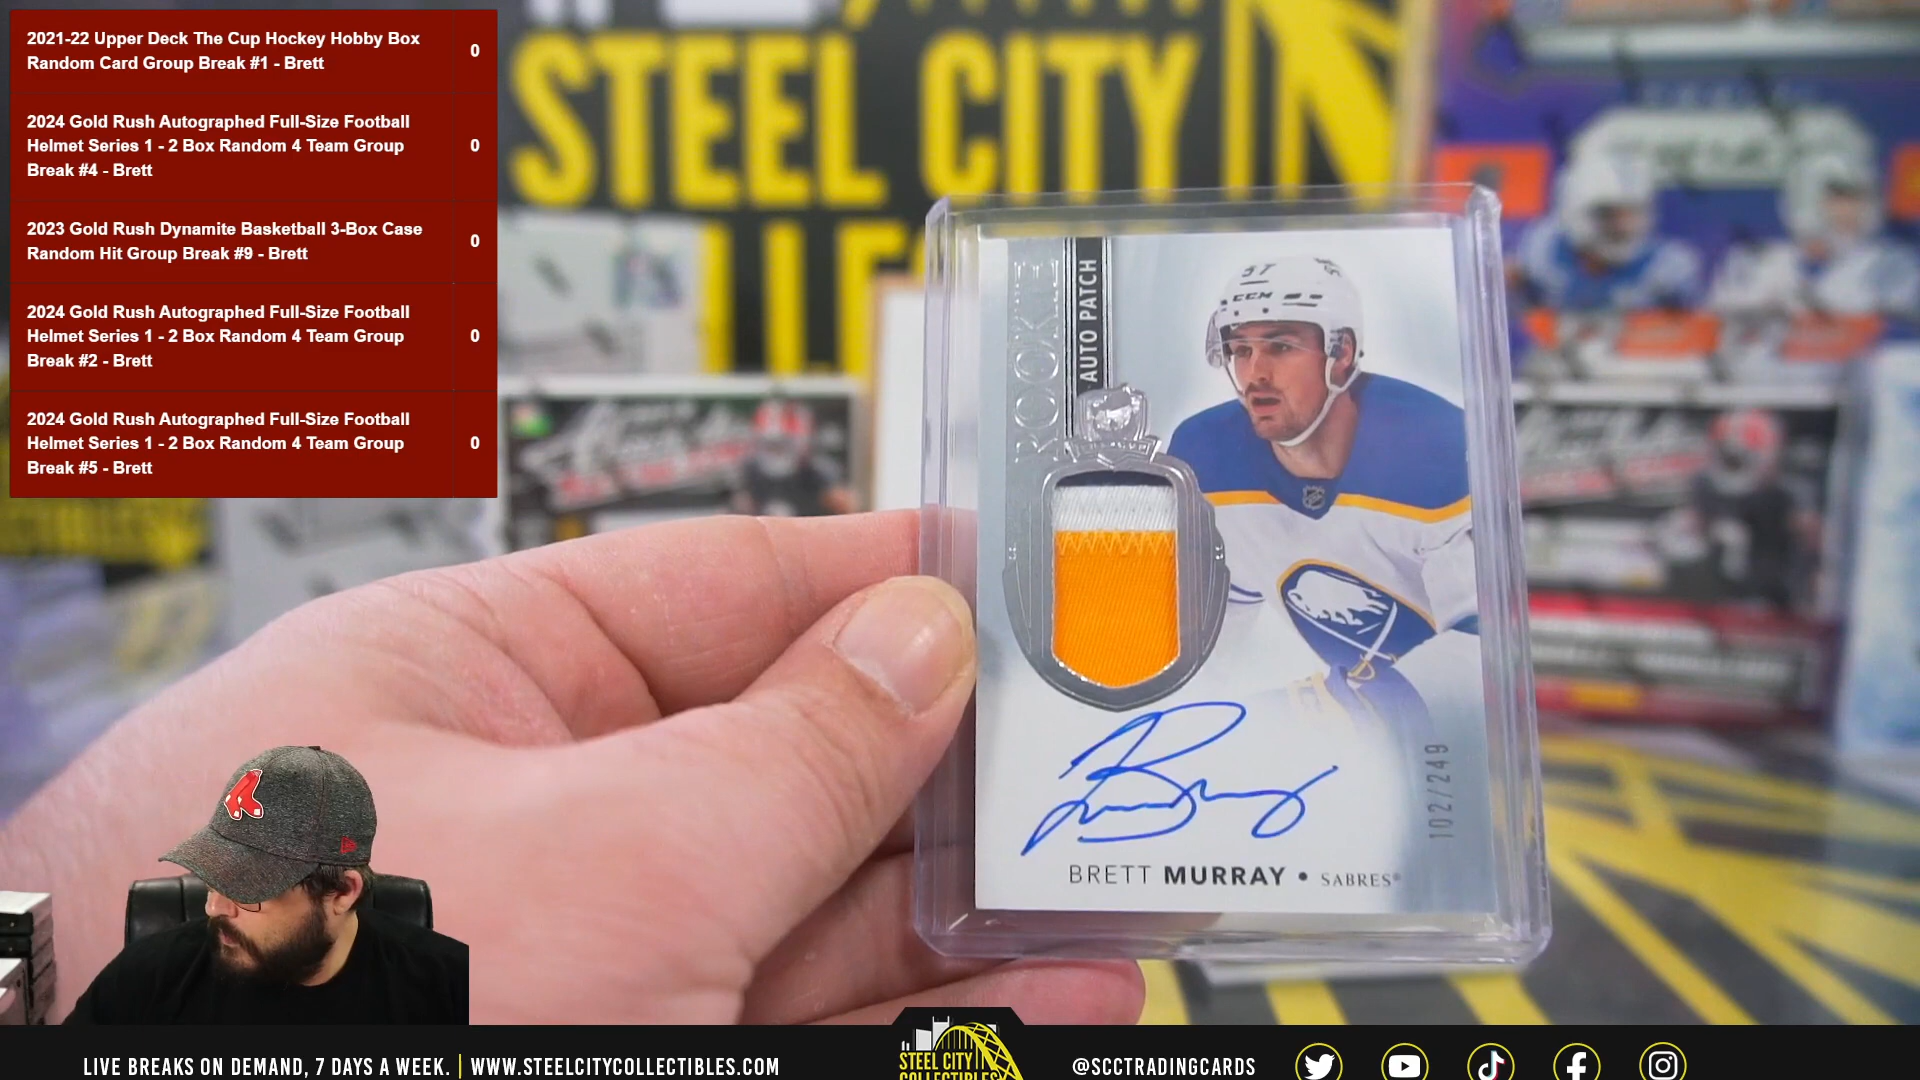 2021-22 Upper Deck The Cup Hockey Hobby Box
Random Card Group Break #1 - Brett
0
2024 Gold Rush Autographed Full-Size Football
Helmet Series 1 - 2 Box Random 4 Team Group
Break #4 - Brett
0
2023 Gold Rush Dynamite Basketball 3-Box Case
Random Hit Group Break #9 - Brett
0
2024 Gold Rush Autographed Full-Size Football
Helmet Series 1 - 2 Box Random 4 Team Group
Break #2 - Brett
0
2024 Gold Rush Autographed Full-Size Football
Helmet Series 1 - 2 Box Random 4 Team Group
Break #5 - Brett
0
STEEL CITY
ROOKIE
AUTO PATCH
57
CCM
102/249
BRETT MURRAY • SABRES®
LIVE BREAKS ON DEMAND, 7 DAYS A WEEK. | WWW.STEELCITYCOLLECTIBLES.COM
STEEL CITY
COLLECTIBLES
@SCCTRADINGCARDS